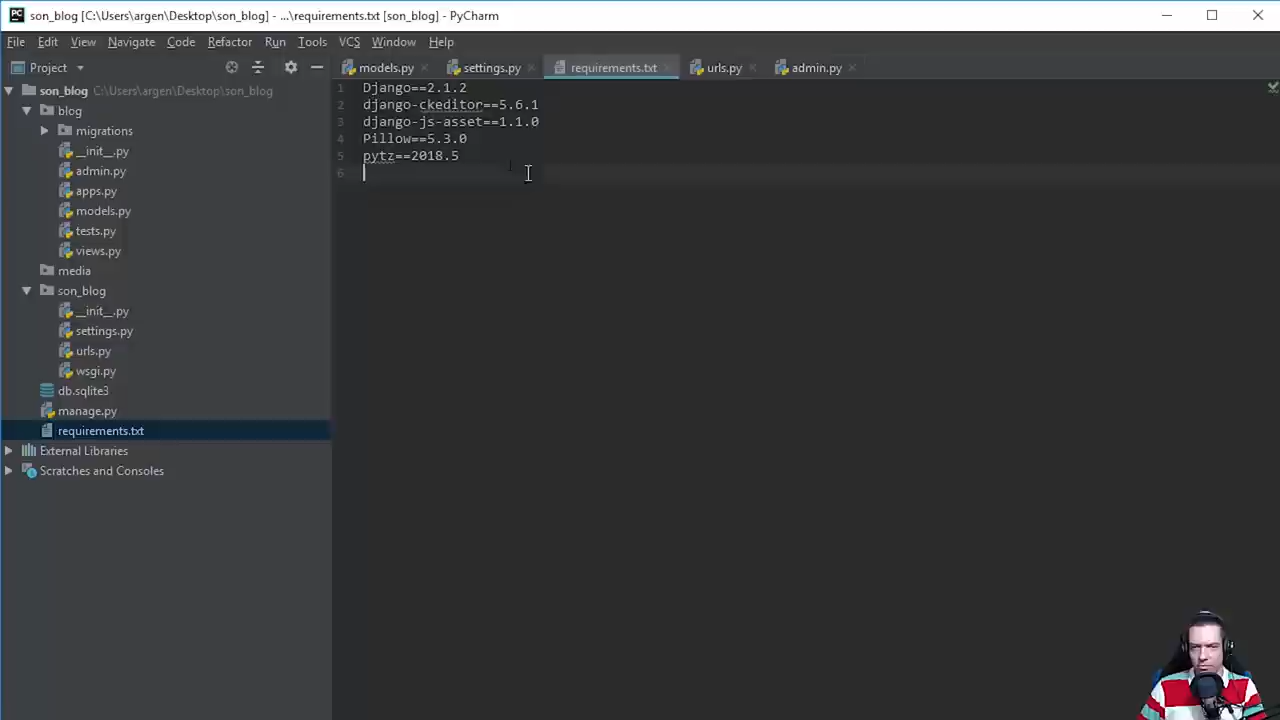 PC son_blog [C:\Users\argen\Desktop\son_blog] - ...\requirements.txt [son_blog] - PyCharm
File Edit View Navigate Code Refactor Run Tools VCS Window Help
Project models.py settings.py requirements.txt urls.py admin.py
son_blog C:\Users\argen\Desktop\son_blog
blog
migrations
__init__.py
admin.py
apps.py
models.py
tests.py
views.py
media
son_blog
__init__.py
settings.py
urls.py
wsgi.py
db.sqlite3
manage.py
requirements.txt
External Libraries
Scratches and Consoles
1 Django==2.1.2
2 django-ckeditor==5.6.1
3 django-js-asset==1.1.0
4 Pillow==5.3.0
5 pytz==2018.5
6